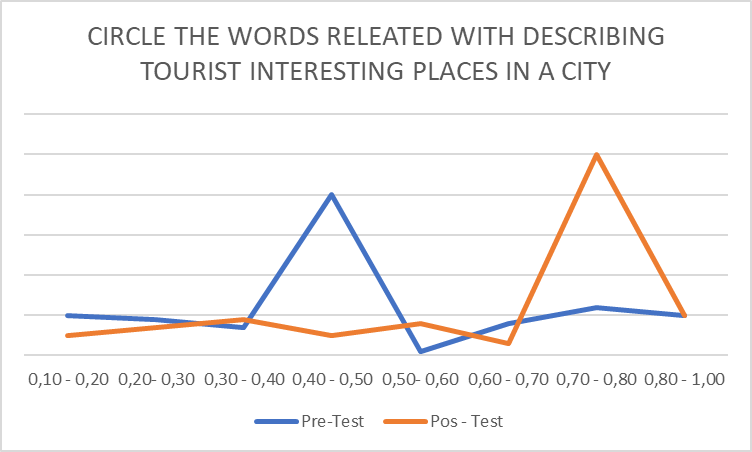 CIRCLE THE WORDS RELEATED WITH DESCRIBING
TOURIST INTERESTING PLACES IN A CITY
0,10 - 0,20 0,20- 0,30 0,30 - 0,40 0,40 - 0,50 0,50- 0,60 0,60 - 0,70 0,70 - 0,80 0,80 - 1,00
Pre-Test Pos - Test